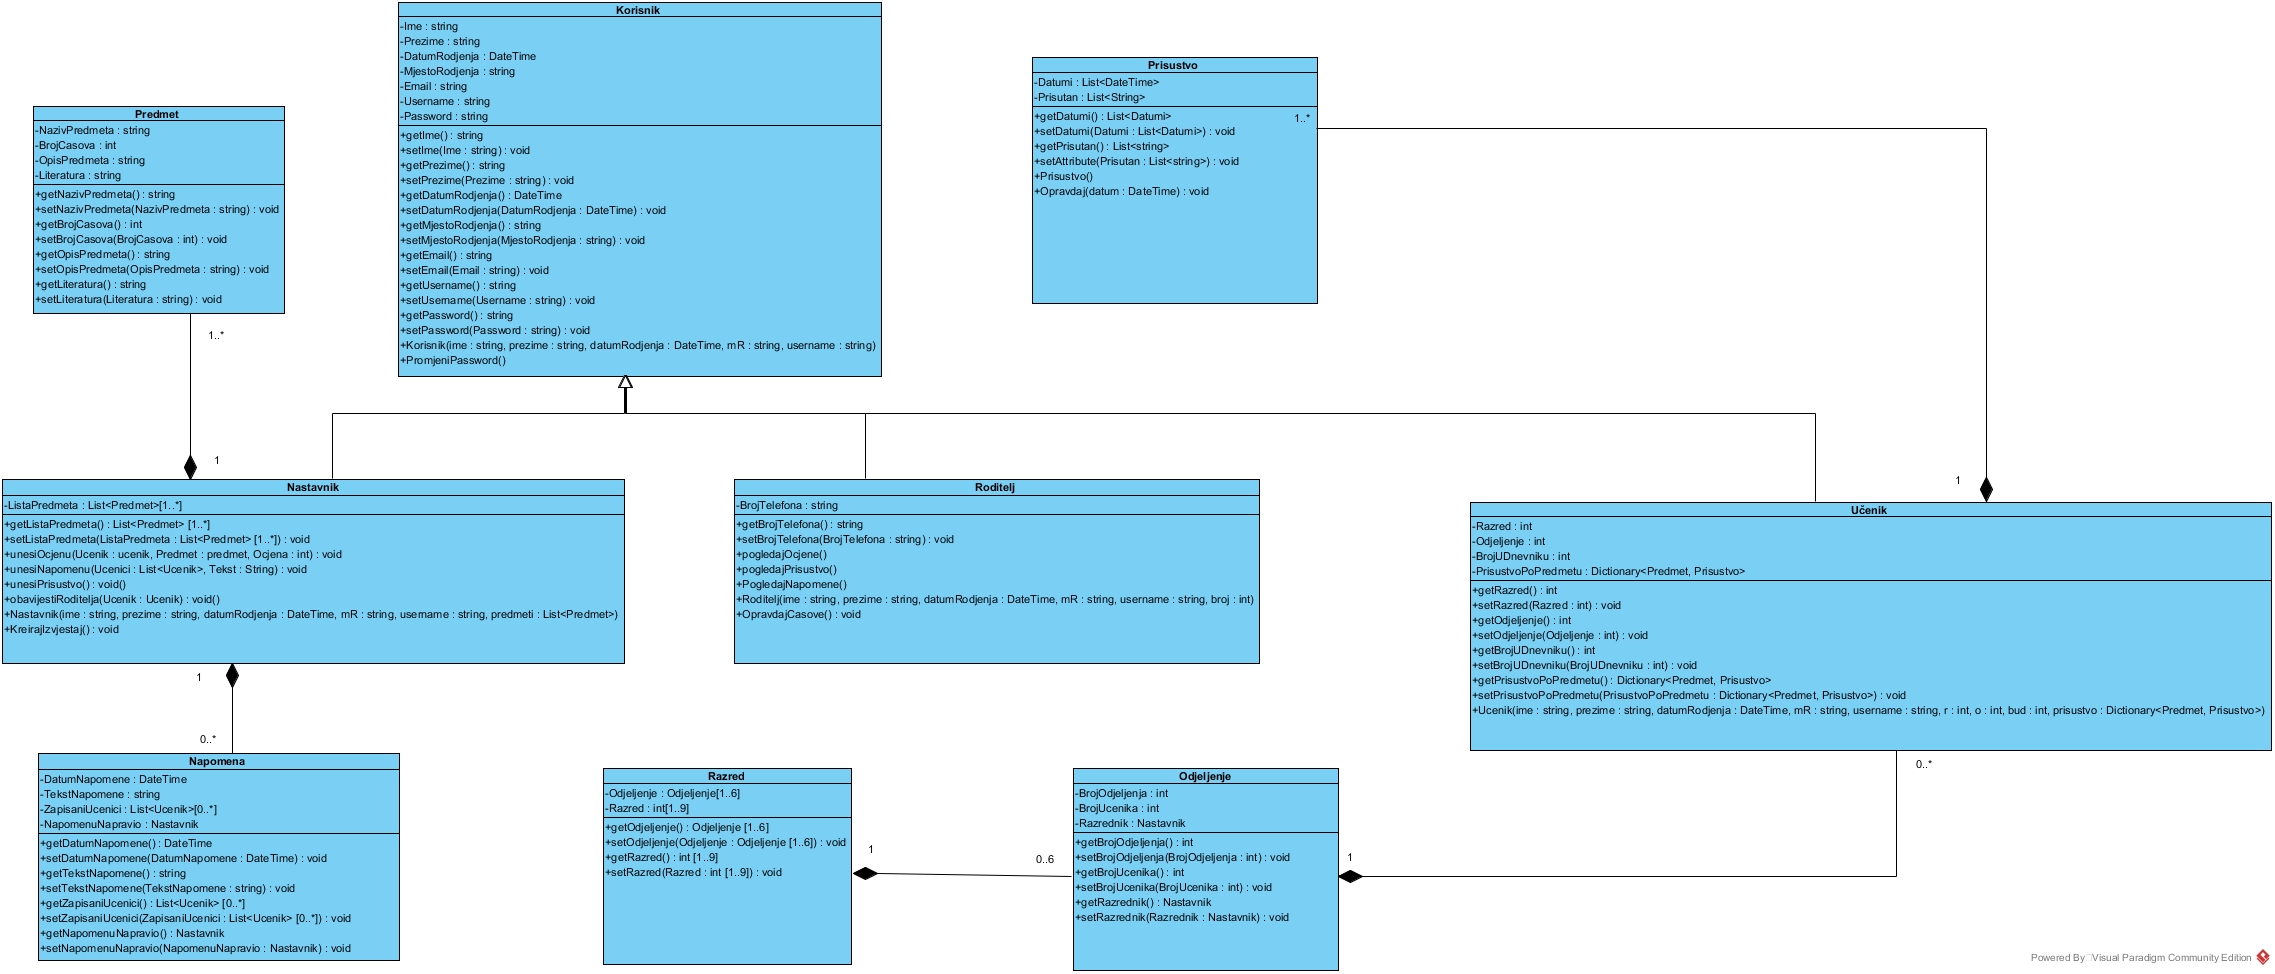 Korisnik
-Ime : string
-Prezime : string
-DatumRodjenja : DateTime
-MjestoRodjenja : string
-Email : string
-Username : string
-Password : string
+getIme() : string
+setIme(Ime : string) : void
+getPrezime() : string
+setPrezime(Prezime : string) : void
+getDatumRodjenja() : DateTime
+setDatumRodjenja(DatumRodjenja : DateTime) : void
+getMjestoRodjenja() : string
+setMjestoRodjenja(MjestoRodjenja : string) : void
+getEmail() : string
+setEmail(Email : string) : void
+getUsername() : string
+setUsername(Username : string) : void
+getPassword() : string
+setPassword(Password : string) : void
+Korisnik(ime : string, prezime : string, datumRodjenja : DateTime, mR : string, username : string)
+PromjeniPassword()
Prisustvo
-Datumi : List<DateTime>
-Prisutan : List<String>
+getDatumi() : List<Datumi>
+setDatumi(Datumi : List<Datumi>) : void
+getPrisutan() : List<string>
+setAttribute(Prisutan : List<string>) : void
+Prisustvo()
+Opravdaj(datum : DateTime) : void
1..*
Predmet
-NazivPredmeta : string
-BrojCasova : int
-OpisPredmeta : string
-Literatura : string
+getNazivPredmeta() : string
+setNazivPredmeta(NazivPredmeta : string) : void
+getBrojCasova() : int
+setBrojCasova(BrojCasova : int) : void
+getOpisPredmeta() : string
+setOpisPredmeta(OpisPredmeta : string) : void
+getLiteratura() : string
+setLiteratura(Literatura : string) : void
1..*
1
Nastavnik
-ListaPredmeta : List<Predmet>[1..*]
+getListaPredmeta() : List<Predmet> [1..*]
+setListaPredmeta(ListaPredmeta : List<Predmet> [1..*]) : void
+unesiOcjenu(Ucenik : ucenik, Predmet : predmet, Ocjena : int) : void
+unesiNapomenu(Ucenici : List<Ucenik>, Tekst : String) : void
+unesiPrisustvo() : void()
+obavijestiRoditelja(Ucenik : Ucenik) : void()
+Nastavnik(ime : string, prezime : string, datumRodjenja : DateTime, mR : string, username : string, predmeti : List<Predmet>)
+KreirajIzvjestaj() : void
Roditelj
-BrojTelefona : string
+getBrojTelefona() : string
+setBrojTelefona(BrojTelefona : string) : void
+pogledajOcjene()
+pogledajPrisustvo()
+PogledajNapomene()
+Roditelj(ime : string, prezime : string, datumRodjenja : DateTime, mR : string, username : string, broj : int)
+OpravdajCasove() : void
1
Učenik
-Razred : int
-Odjeljenje : int
-BrojUDnevniku : int
-PrisustvoPoPredmetu : Dictionary<Predmet, Prisustvo>
+getRazred() : int
+setRazred(Razred : int) : void
+getOdjeljenje() : int
+setOdjeljenje(Odjeljenje : int) : void
+getBrojUDnevniku() : int
+setBrojUDnevniku(BrojUDnevniku : int) : void
+getPrisustvoPoPredmetu() : Dictionary<Predmet, Prisustvo>
+setPrisustvoPoPredmetu(PrisustvoPoPredmetu : Dictionary<Predmet, Prisustvo>) : void
+Ucenik(ime : string, prezime : string, datumRodjenja : DateTime, mR : string, username : string, r : int, o : int, bud : int, prisustvo : Dictionary<Predmet, Prisustvo>)
1
0..*
Napomena
-DatumNapomene : DateTime
-TekstNapomene : string
-ZapisaniUcenici : List<Ucenik>[0..*]
-NapomenuNapravio : Nastavnik
+getDatumNapomene() : DateTime
+setDatumNapomene(DatumNapomene : DateTime) : void
+getTekstNapomene() : string
+setTekstNapomene(TekstNapomene : string) : void
+getZapisaniUcenici() : List<Ucenik> [0..*]
+setZapisaniUcenici(ZapisaniUcenici : List<Ucenik> [0..*]) : void
+getNapomenuNapravio() : Nastavnik
+setNapomenuNapravio(NapomenuNapravio : Nastavnik) : void
Razred
-Odjeljenje : Odjeljenje[1..6]
-Razred : int[1..9]
+getOdjeljenje() : Odjeljenje [1..6]
+setOdjeljenje(Odjeljenje : Odjeljenje [1..6]) : void
+getRazred() : int [1..9]
+setRazred(Razred : int [1..9]) : void
1
0..6
Odjeljenje
-BrojOdjeljenja : int
-BrojUcenika : int
-Razrednik : Nastavnik
+getBrojOdjeljenja() : int
+setBrojOdjeljenja(BrojOdjeljenja : int) : void
+getBrojUcenika() : int
+setBrojUcenika(BrojUcenika : int) : void
+getRazrednik() : Nastavnik
+setRazrednik(Razrednik : Nastavnik) : void
1
0..*
Powered By Visual Paradigm Community Edition